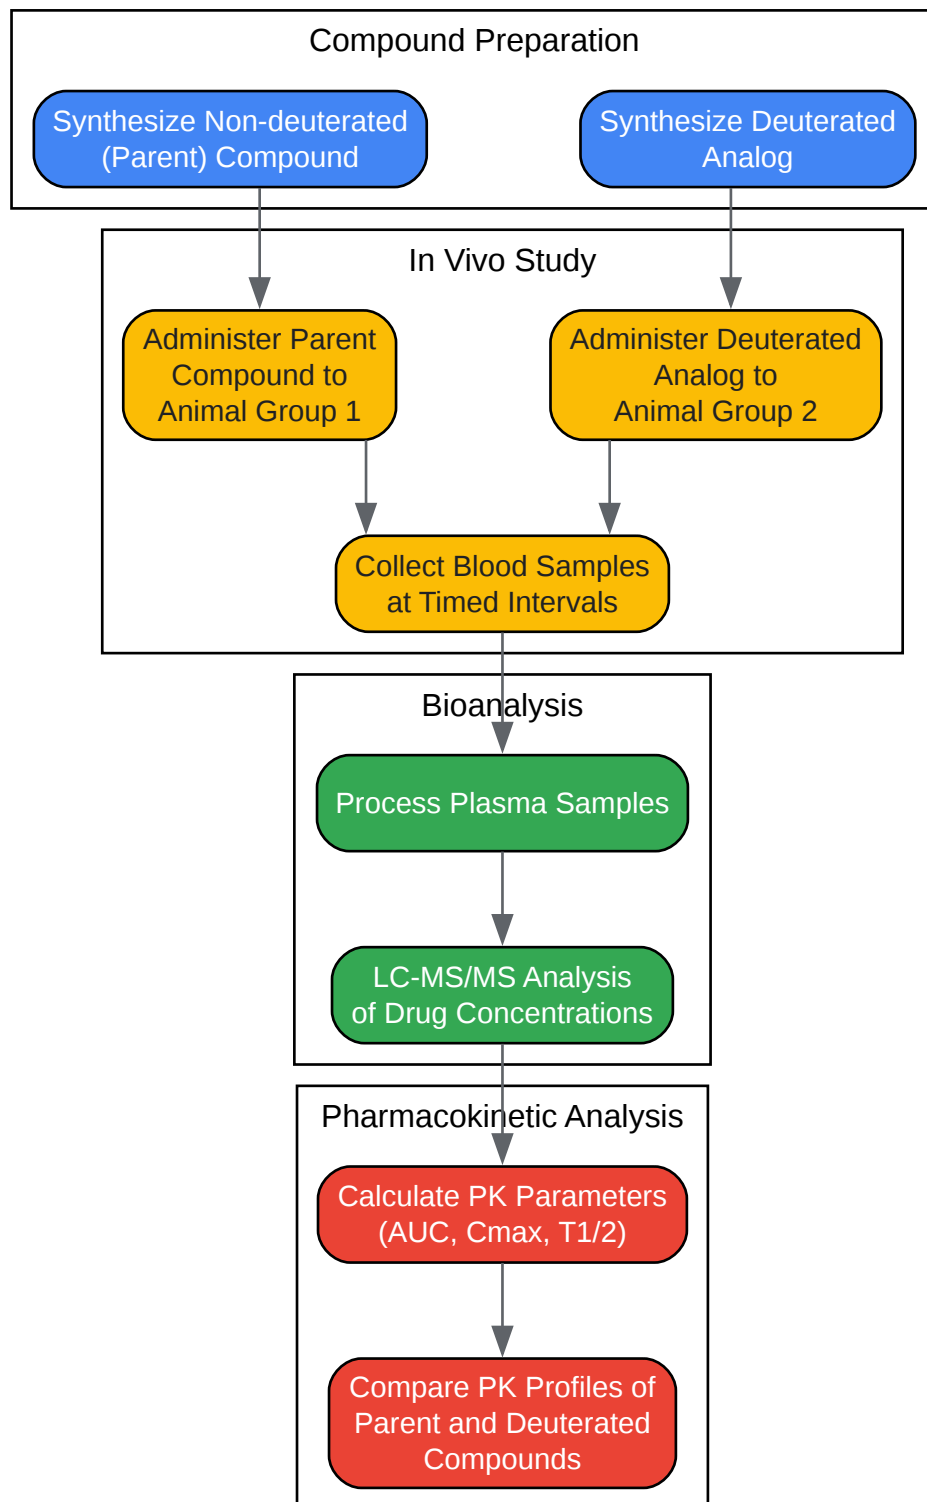 Compound Preparation
Synthesize Non-deuterated
(Parent) Compound
Synthesize Deuterated
Analog
In Vivo Study
Administer Parent
Compound to
Animal Group 1
Administer Deuterated
Analog to
Animal Group 2
Collect Blood Samples
at Timed Intervals
Bioanalysis
Process Plasma Samples
LC-MS/MS Analysis
of Drug Concentrations
Pharmacokinetic Analysis
Calculate PK Parameters
(AUC, Cmax, T1/2)
Compare PK Profiles of
Parent and Deuterated
Compounds